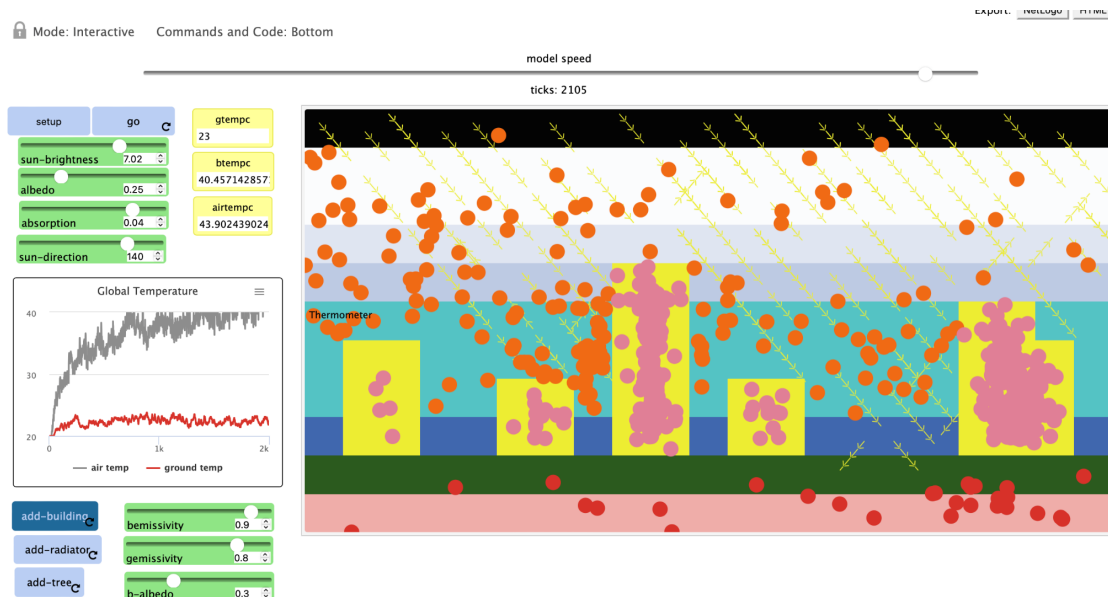 Export: NetLogo HTML
Mode: Interactive Commands and Code: Bottom
model speed
ticks: 2105
setup
go
gtempc
23
sun-brightness 7.02
btempc
40.4571428571
albedo 0.25
absorption 0.04
airtempc
43.902439024
sun-direction 140
Global Temperature
40
30
20
0 1k 2k
air temp ground temp
Thermometer
add-building
bemissivity 0.9
add-radiator
gemissivity 0.8
add-tree
b-albedo 0.3